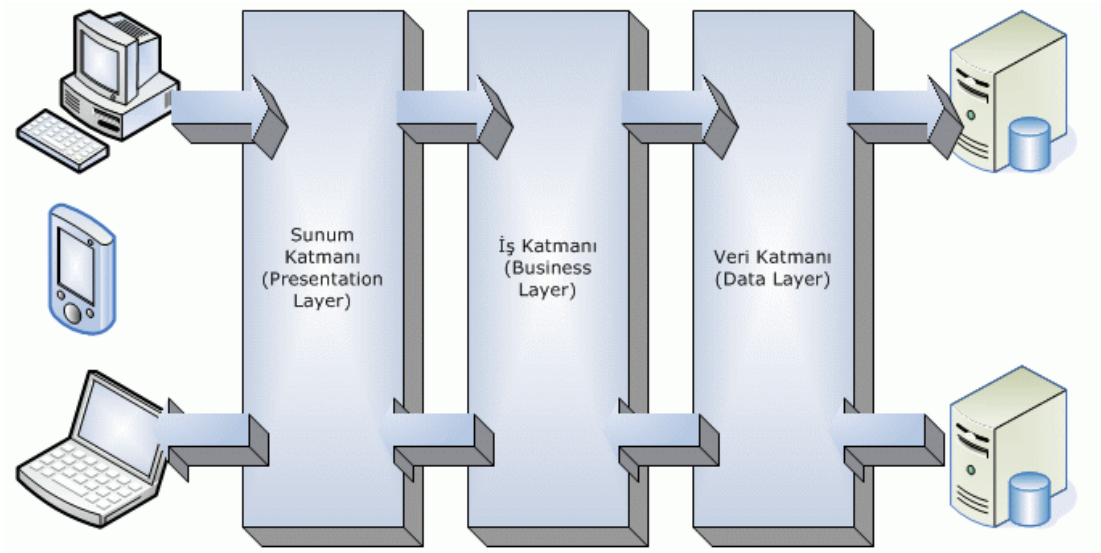 Sunum
Katmanı
(Presentation
Layer)
İş Katmanı
(Business
Layer)
Veri Katmanı
(Data Layer)